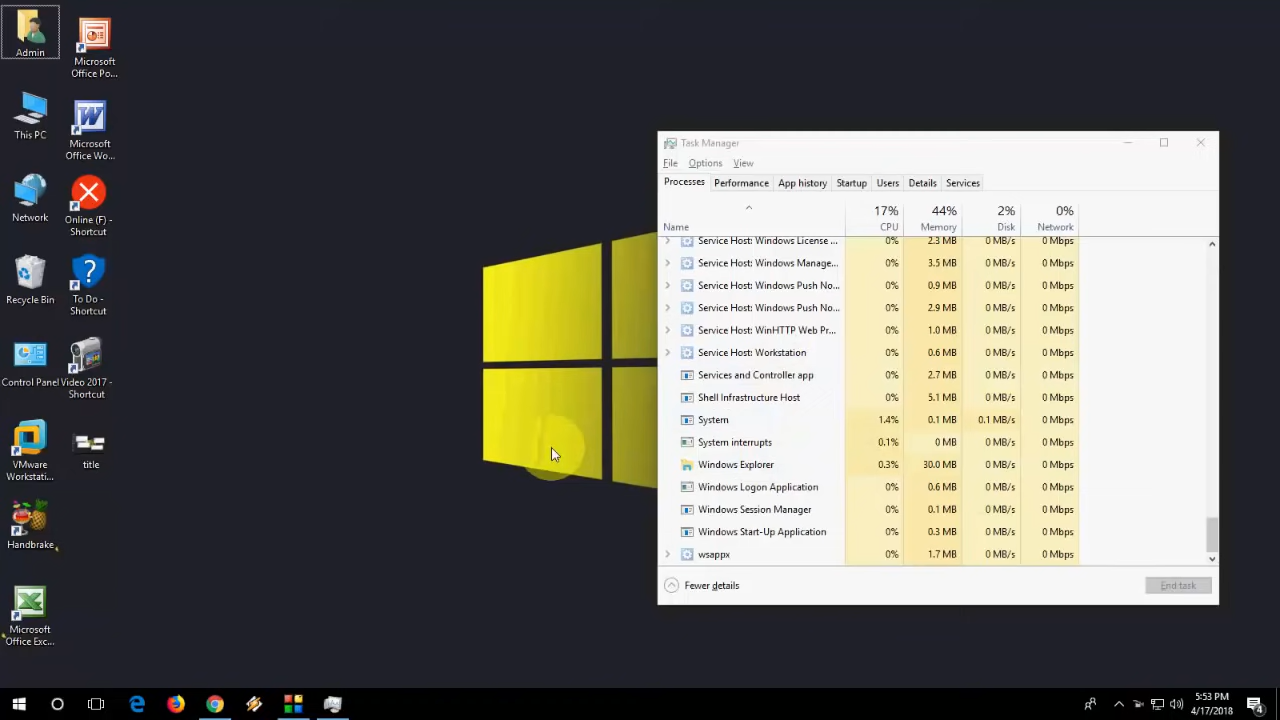 Admin
Microsoft
Office Po...
This PC
Microsoft
Office Wo...
Network
Online (F) -
Shortcut
Recycle Bin
To Do -
Shortcut
Control Panel
Video 2017 -
Shortcut
VMware
Workstati...
title
Handbrake
Microsoft
Office Exc...
Task Manager
File Options View
Processes Performance App history Startup Users Details Services
17% 44% 2% 0%
Name CPU Memory Disk Network
Service Host: Windows License ... 0% 2.3 MB 0 MB/s 0 Mbps
Service Host: Windows Manage... 0% 3.5 MB 0 MB/s 0 Mbps
Service Host: Windows Push No... 0% 0.9 MB 0 MB/s 0 Mbps
Service Host: Windows Push No... 0% 2.9 MB 0 MB/s 0 Mbps
Service Host: WinHTTP Web Pr... 0% 1.0 MB 0 MB/s 0 Mbps
Service Host: Workstation 0% 0.6 MB 0 MB/s 0 Mbps
Services and Controller app 0% 2.7 MB 0 MB/s 0 Mbps
Shell Infrastructure Host 0% 5.1 MB 0 MB/s 0 Mbps
System 1.4% 0.1 MB 0.1 MB/s 0 Mbps
System interrupts 0.1% 0 MB 0 MB/s 0 Mbps
Windows Explorer 0.3% 30.0 MB 0 MB/s 0 Mbps
Windows Logon Application 0% 0.6 MB 0 MB/s 0 Mbps
Windows Session Manager 0% 0.1 MB 0 MB/s 0 Mbps
Windows Start-Up Application 0% 0.3 MB 0 MB/s 0 Mbps
wsappx 0% 1.7 MB 0 MB/s 0 Mbps
Fewer details End task
5:53 PM
4/17/2018
4